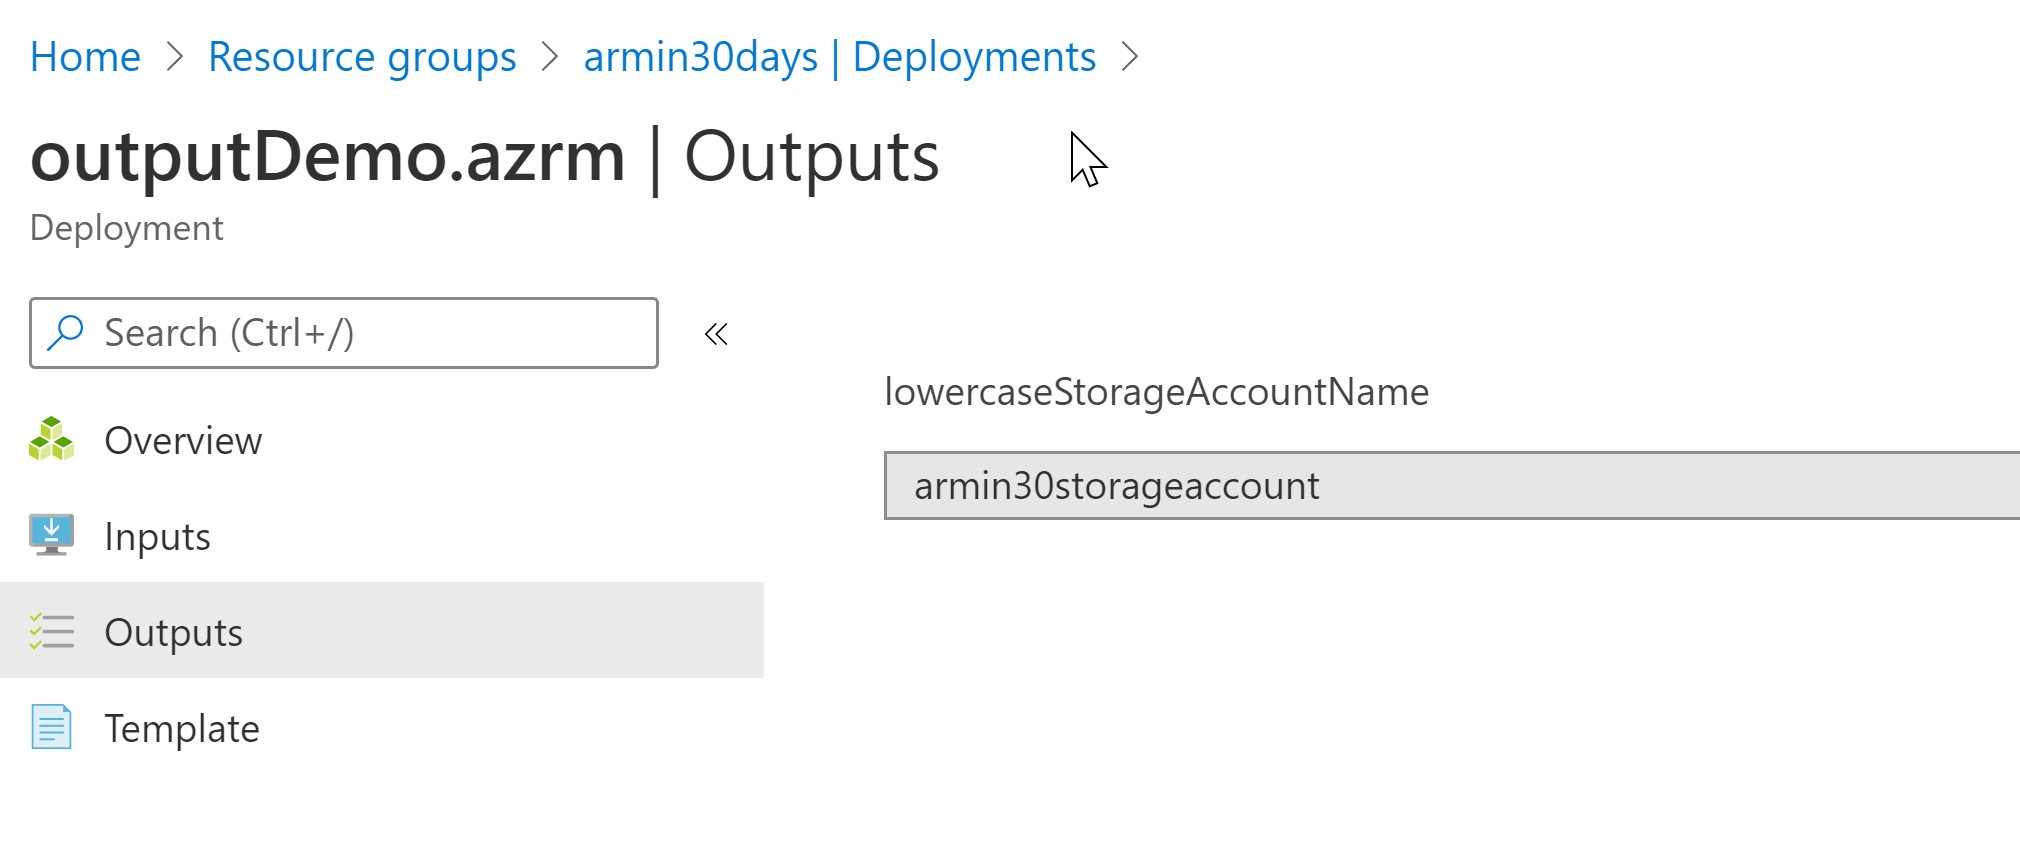 Home > Resource groups > armin30days | Deployments >
outputDemo.azrm | Outputs
Deployment
Search (Ctrl+/)
Overview
Inputs
Outputs
Template
lowercaseStorageAccountName
armin30storageaccount